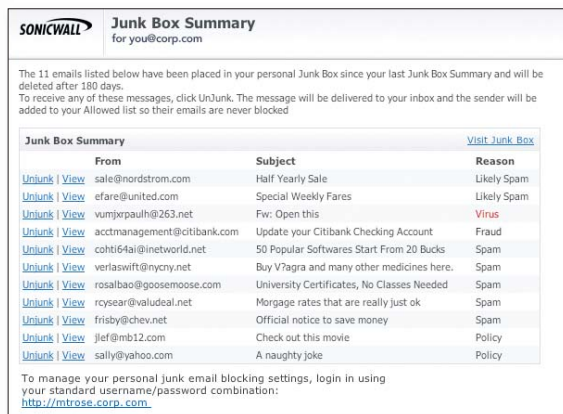 SONICWALL
Junk Box Summary
for you@corp.com
The 11 emails listed below have been placed in your personal Junk Box since your last Junk Box Summary and will be
deleted after 180 days.
To receive any of these messages, click UnJunk. The message will be delivered to your inbox and the sender will be
added to your Allowed list so their emails are never blocked
Junk Box Summary Visit Junk Box
From Subject Reason
Unjunk | View sale@nordstrom.com Half Yearly Sale Likely Spam
Unjunk | View efare@united.com Special Weekly Fares Likely Spam
Unjunk | View vumjxrpaulh@263.net Fw: Open this Virus
Unjunk | View acctmanagement@citibank.com Update your Citibank Checking Account Fraud
Unjunk | View cohti64ai@inetworld.net 50 Popular Softwares Start From 20 Bucks Spam
Unjunk | View verlaswift@nycny.net Buy V?agra and many other medicines here. Spam
Unjunk | View rosalbao@goosemoose.com University Certificates, No Classes Needed Spam
Unjunk | View rcysear@valudeal.net Morgage rates that are really just ok Spam
Unjunk | View frisby@chev.net Official notice to save money Spam
Unjunk | View jlef@mb12.com Check out this movie Policy
Unjunk | View sally@yahoo.com A naughty joke Policy
To manage your personal junk email blocking settings, login in using
your standard username/password combination:
http://mtrose.corp.com